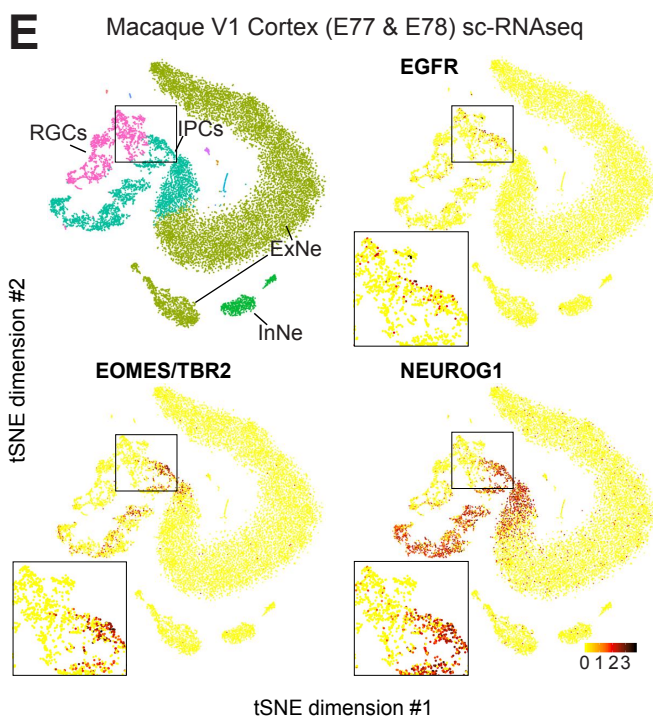 E
Macaque V1 Cortex (E77 & E78) sc-RNAseq
EGFR
RGCs
IPCs
ExNe
InNe
tSNE dimension #2
EOMES/TBR2
NEUROG1
0 1 2 3
tSNE dimension #1